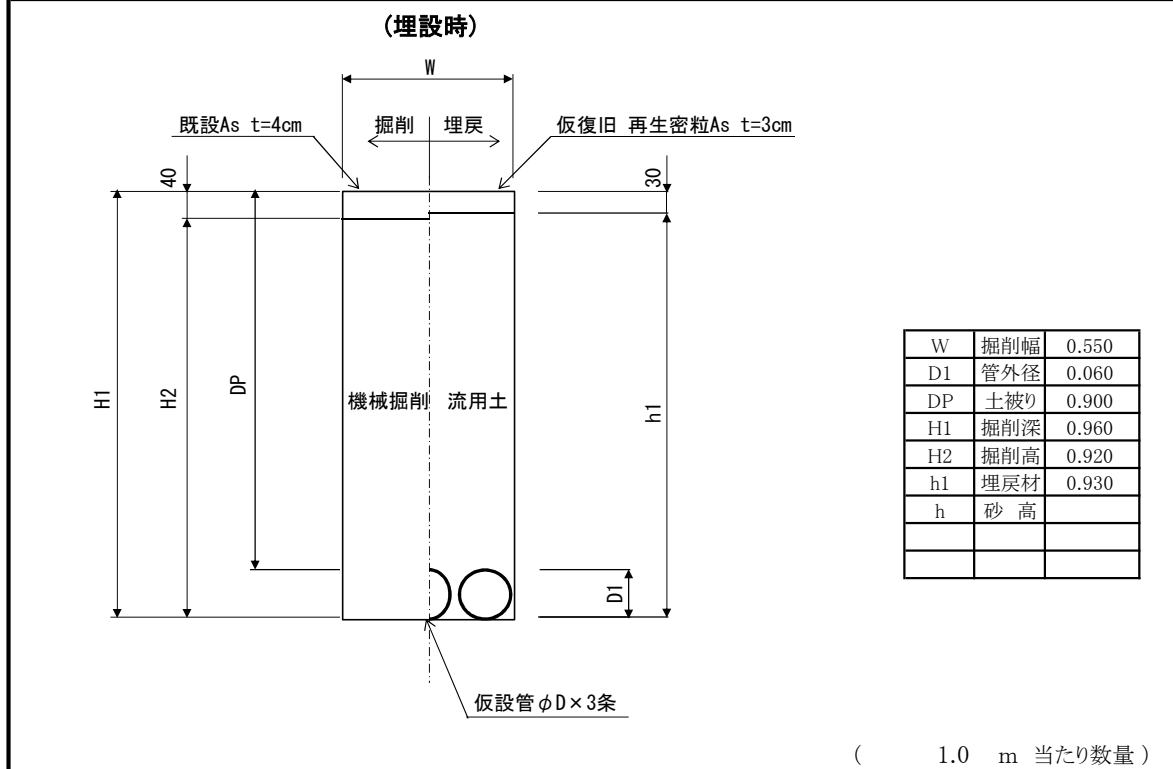 (埋設時)
W
既設As t=4cm
掘削 埋戻
仮復旧 再生密粒As t=3cm
40
30
H1
H2
DP
機械掘削 流用土
h1
D1
仮設管φD×3条
W 掘削幅 0.550
D1 管外径 0.060
DP 土被り 0.900
H1 掘削深 0.960
H2 掘削高 0.920
h1 埋戻材 0.930
h 砂 高
( 1.0 m 当たり数量 )